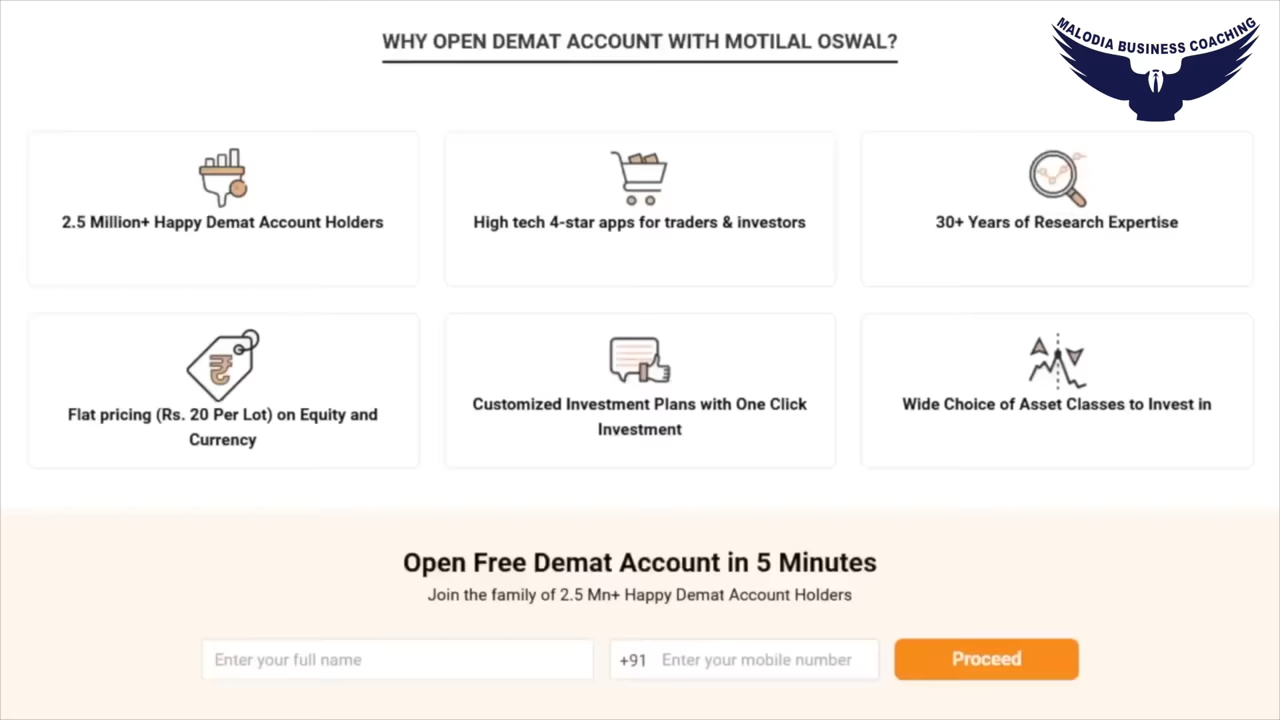 WHY OPEN DEMAT ACCOUNT WITH MOTILAL OSWAL?
MALODIA BUSINESS COACHING
2.5 Million+ Happy Demat Account Holders
High tech 4-star apps for traders & investors
30+ Years of Research Expertise
₹
Flat pricing (Rs. 20 Per Lot) on Equity and
Currency
Customized Investment Plans with One Click
Investment
Wide Choice of Asset Classes to Invest in
Open Free Demat Account in 5 Minutes
Join the family of 2.5 Mn+ Happy Demat Account Holders
Enter your full name
+91 Enter your mobile number
Proceed